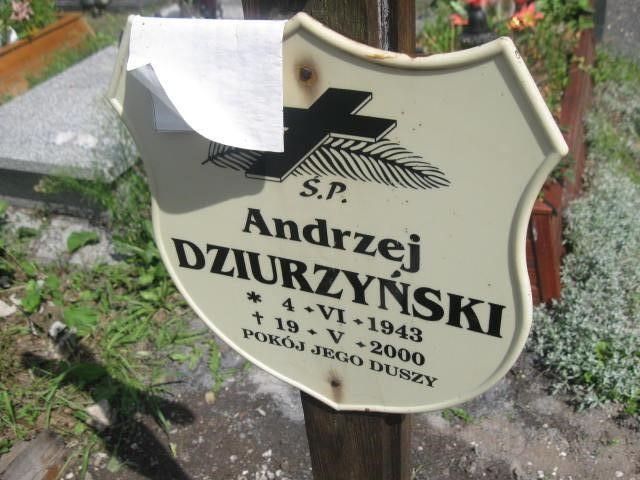 Ś.P.
Andrzej
DZIURZYŃSKI
* 4 ✦ VI ✦ 1943
† 19 ✦ V ✦ 2000
POKÓJ JEGO DUSZY